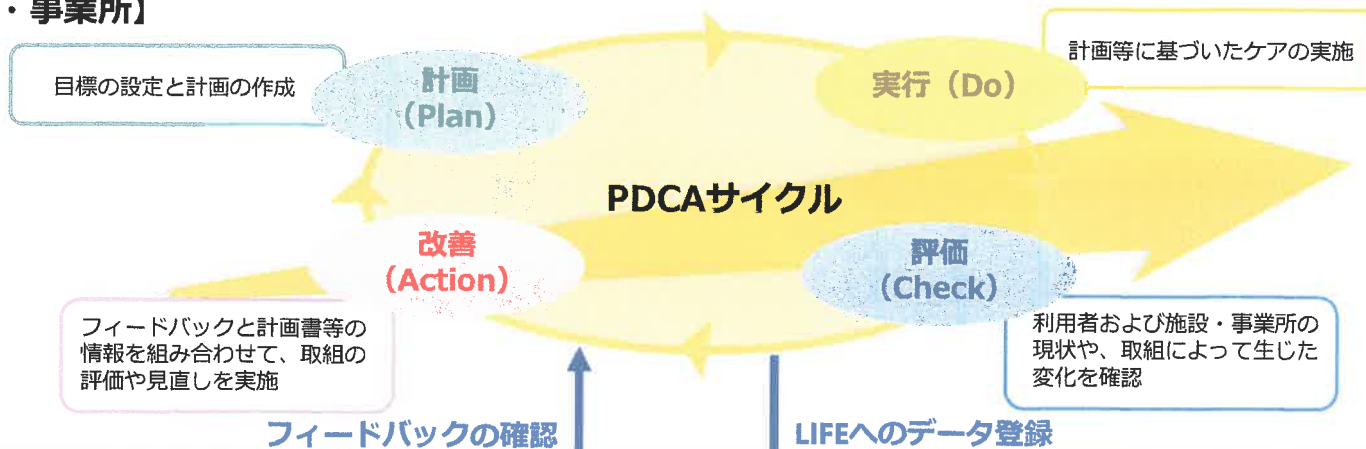 ・事業所】
目標の設定と計画の作成
計画
(Plan)
実行（Do）
計画等に基づいたケアの実施
PDCAサイクル
改善
(Action)
評価
(Check)
フィードバックと計画書等の
情報を組み合わせて、取組の
評価や見直しを実施
利用者および施設・事業所の
現状や、取組によって生じた
変化を確認
フィードバックの確認
LIFEへのデータ登録